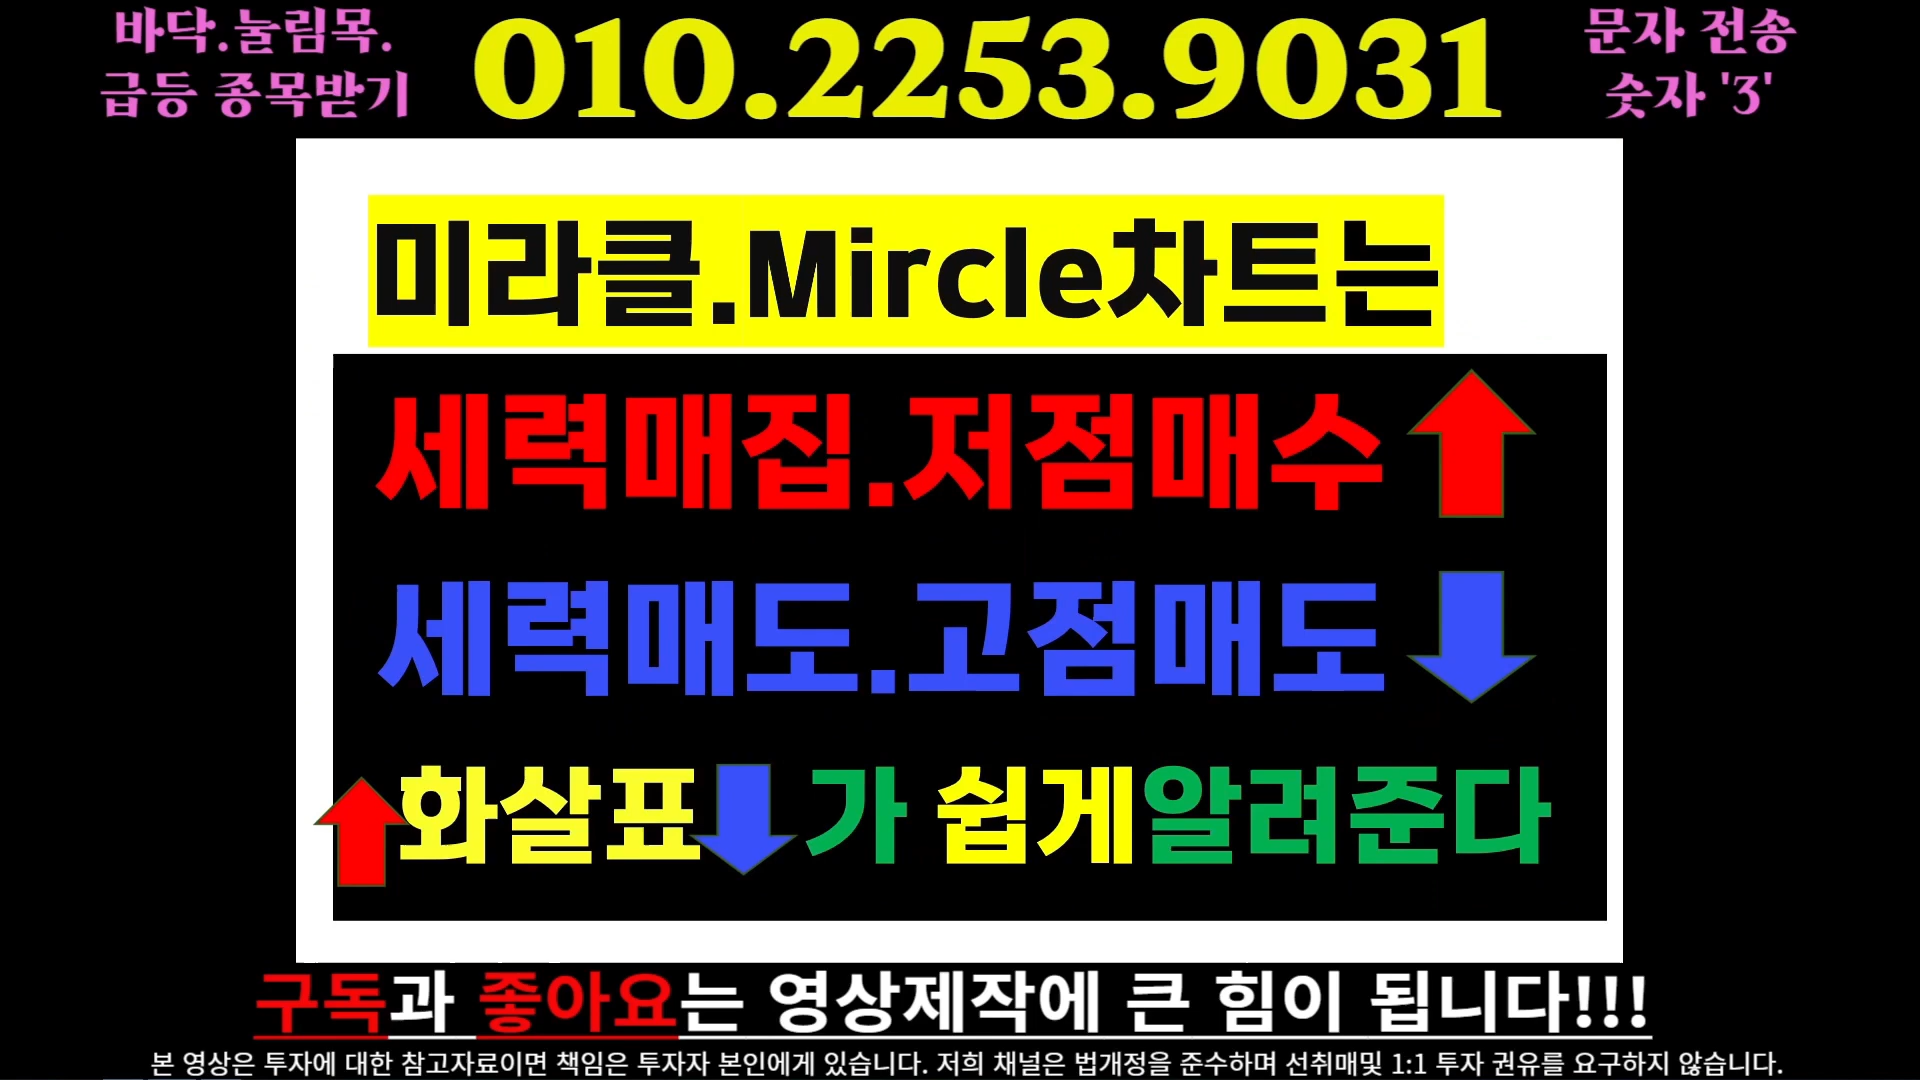 바닥.눌림목.
급등 종목받기
010.2253.9031
문자 전송
숫자 '3'
미라클.Mircle차트는
세력매집.저점매수
세력매도.고점매도
화살표가 쉽게알려준다
구독과 좋아요는 영상제작에 큰 힘이 됩니다!!!
본 영상은 투자에 대한 참고자료이면 책임은 투자자 본인에게 있습니다. 저희 채널은 법개정을 준수하며 선취매및 1:1 투자 권유를 요구하지 않습니다.